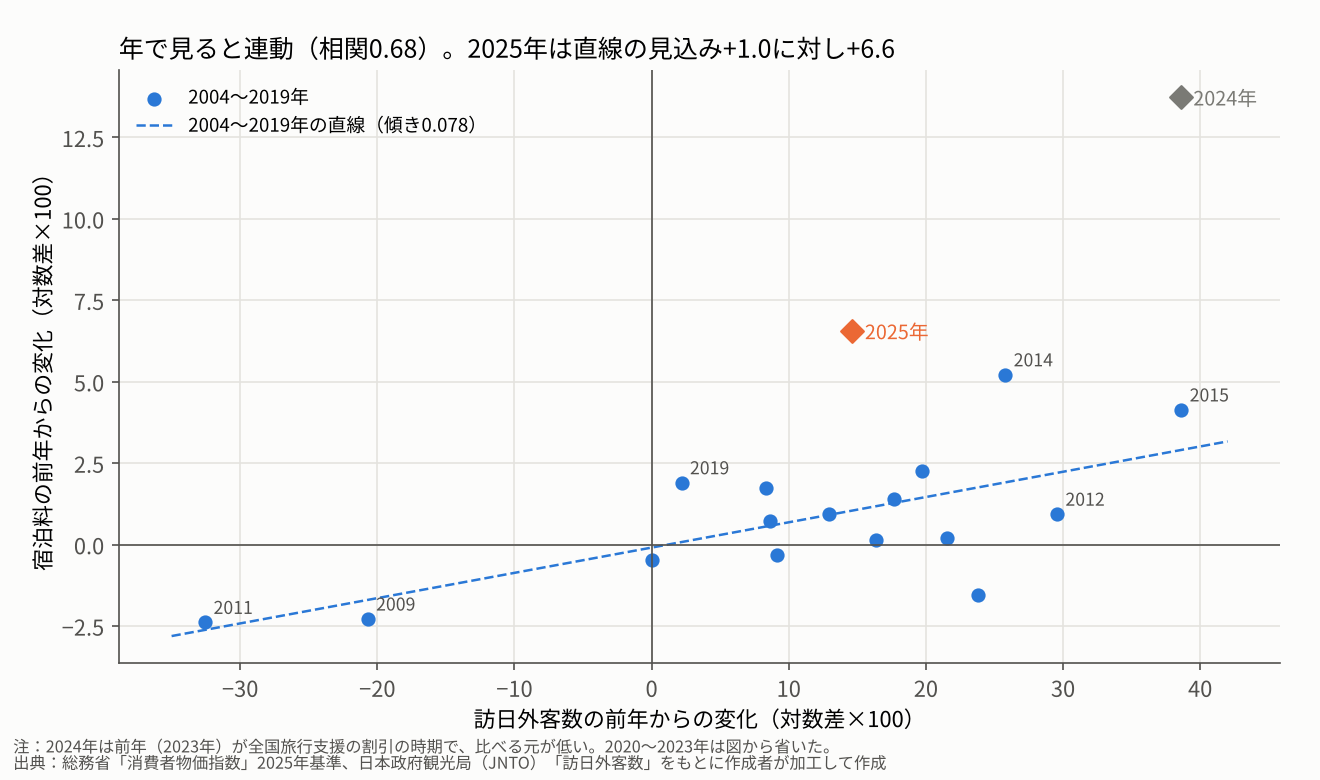 年で見ると連動（相関0.68）。2025年は直線の見込み+1.0に対し+6.6
2004〜2019年
2004〜2019年の直線（傾き0.078）
2024年
2025年
2014
2015
2019
2012
2011
2009
宿泊料の前年からの変化（対数差×100）
12.5
10.0
7.5
5.0
2.5
0.0
−2.5
−30
−20
−10
0
10
20
30
40
訪日外客数の前年からの変化（対数差×100）
注：2024年は前年（2023年）が全国旅行支援の割引の時期で、比べる元が低い。2020〜2023年は図から省いた。
出典：総務省「消費者物価指数」2025年基準、日本政府観光局（JNTO）「訪日外客数」をもとに作成者が加工して作成